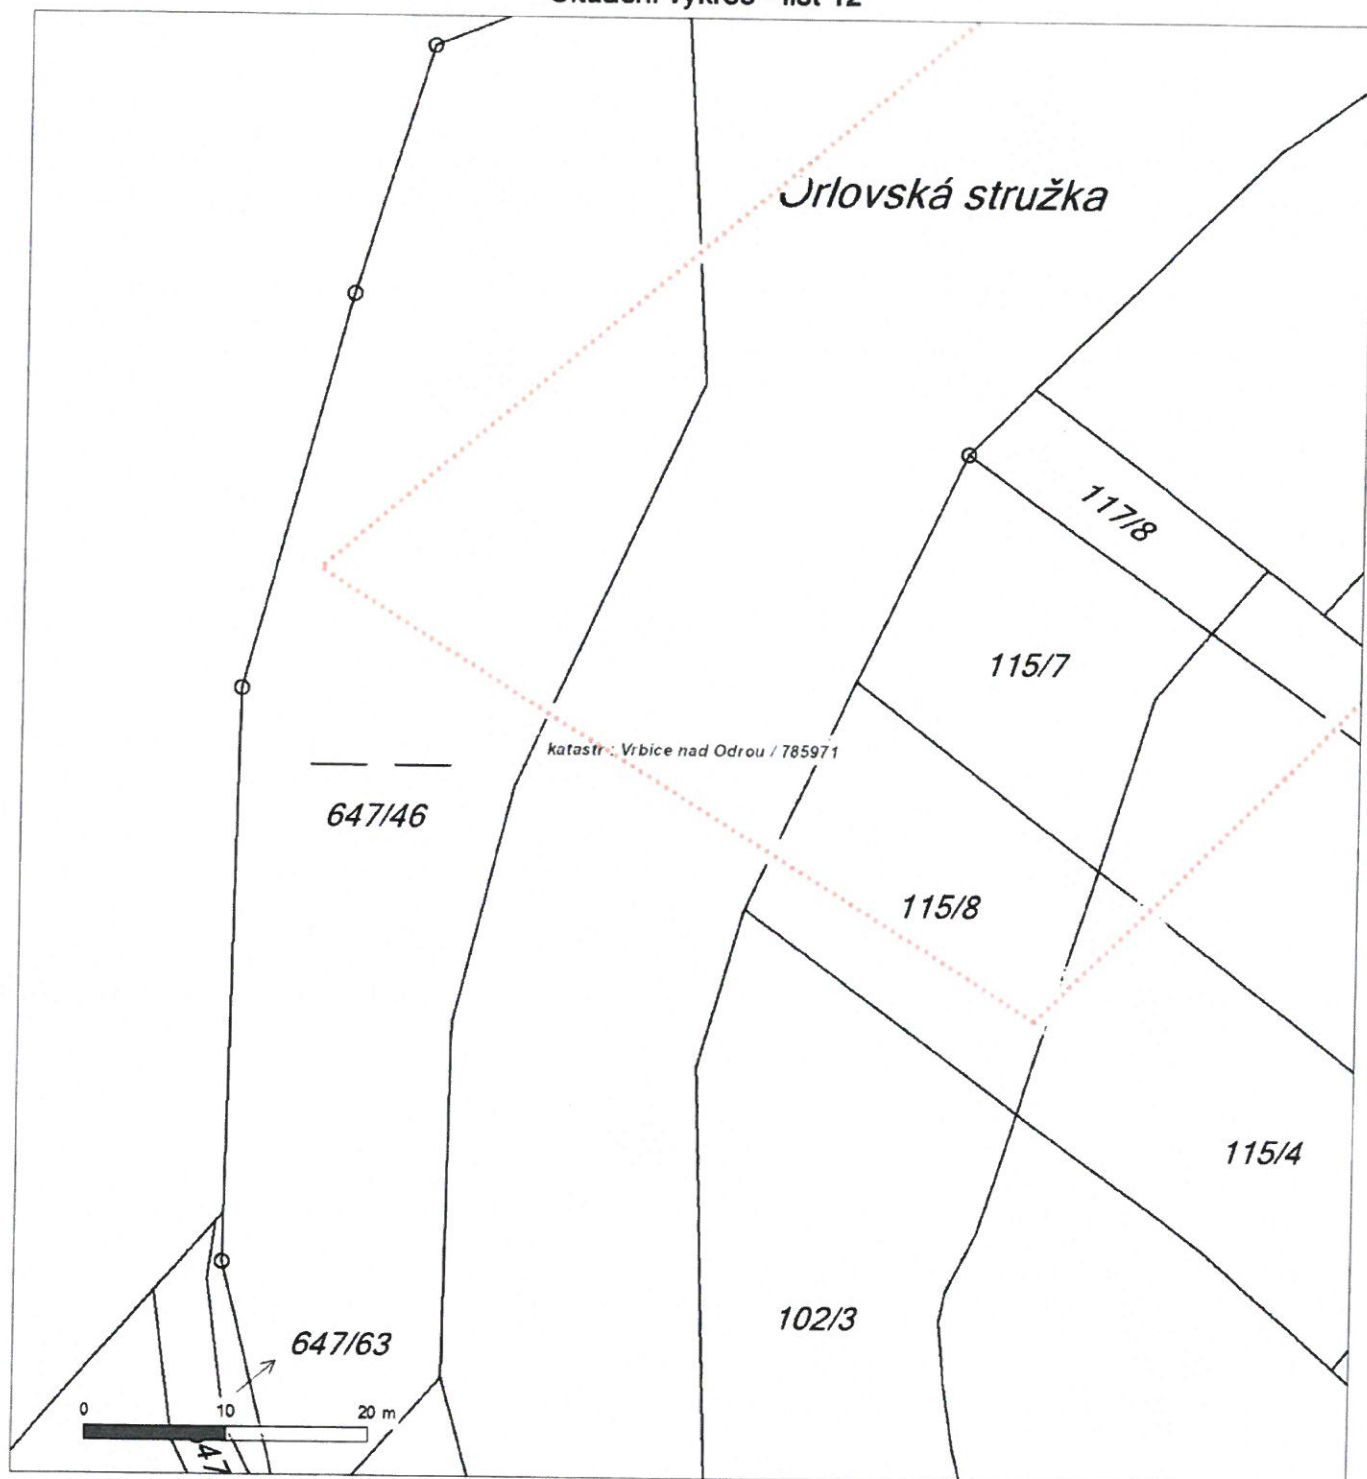 Orlovská stružka
117/8
115/7
katastr : Vrbice nad Odrou / 785971
647/46
115/8
115/4
102/3
647/63
0 10 20 m